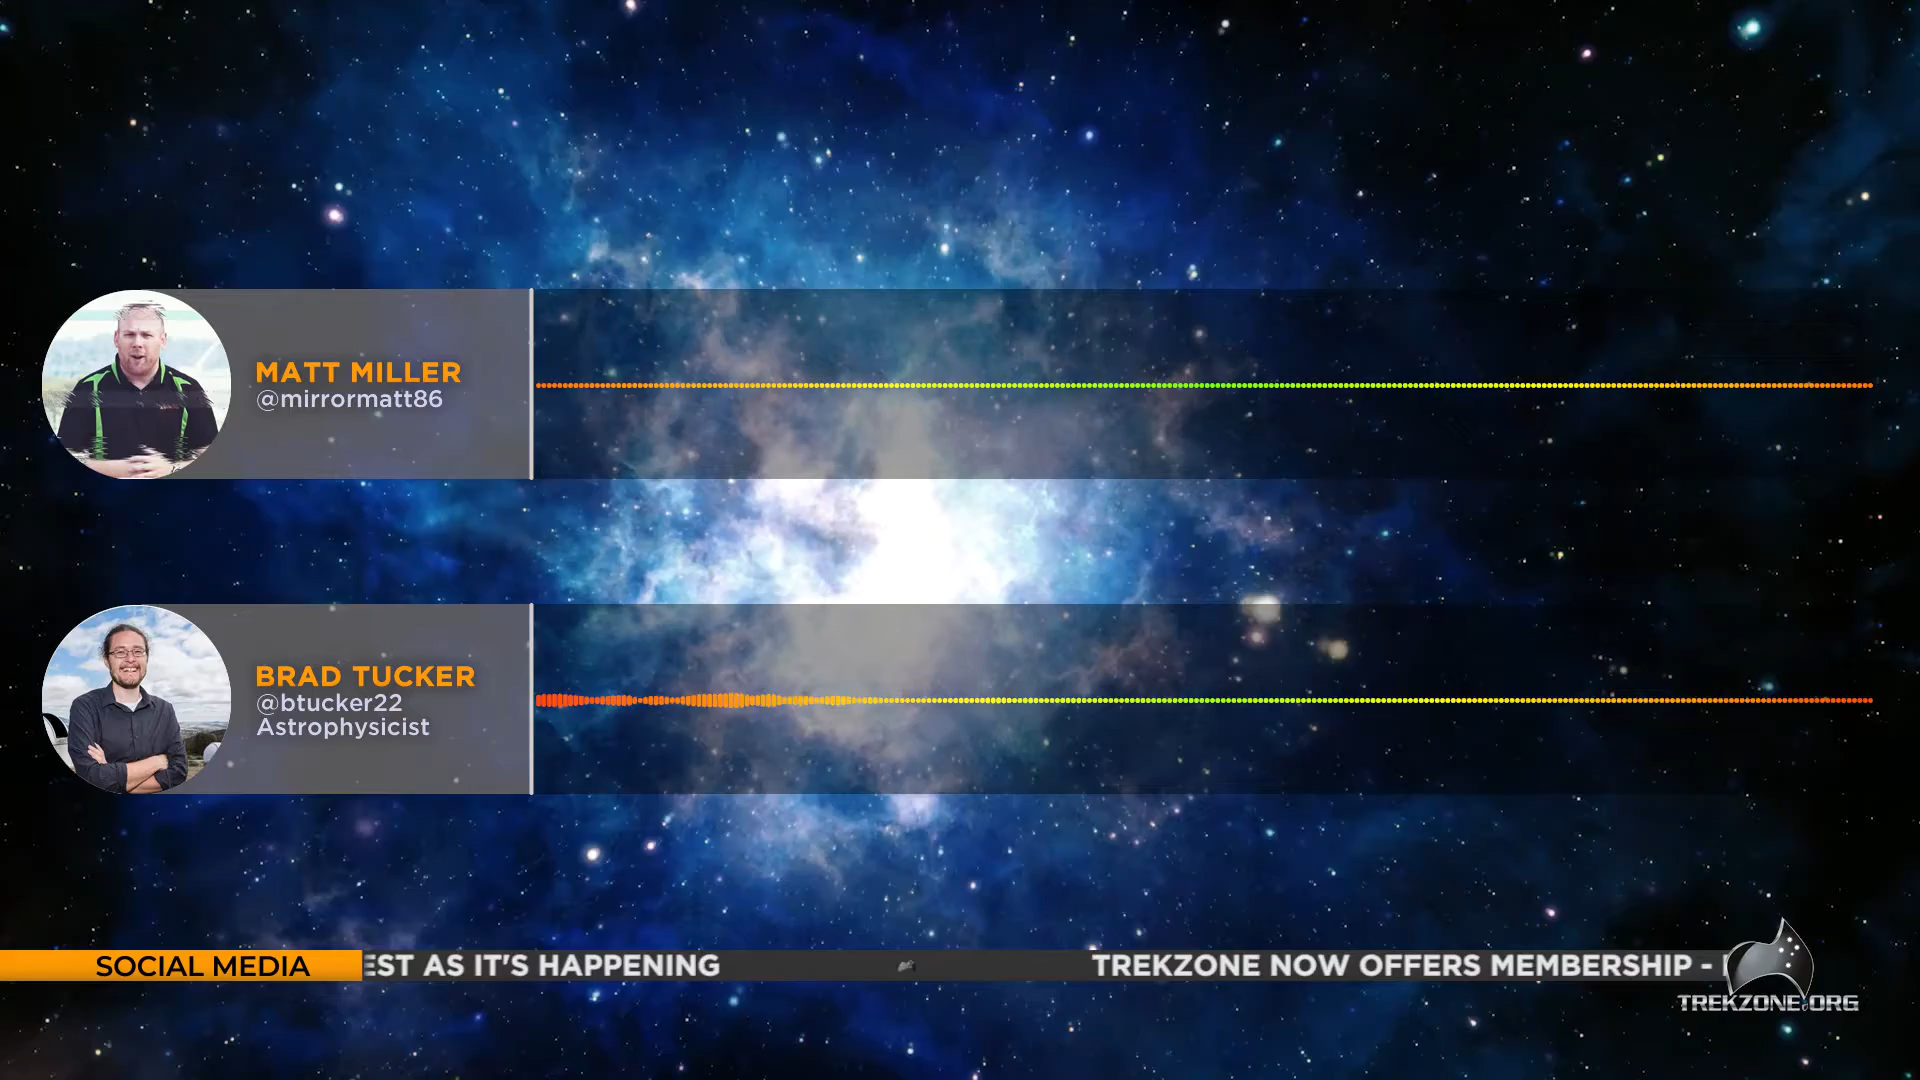 MATT MILLER
@mirrormatt86
BRAD TUCKER
@btucker22
Astrophysicist
SOCIAL MEDIA
EST AS IT'S HAPPENING
TREKZONE NOW OFFERS MEMBERSHIP -
TREKZONE.ORG